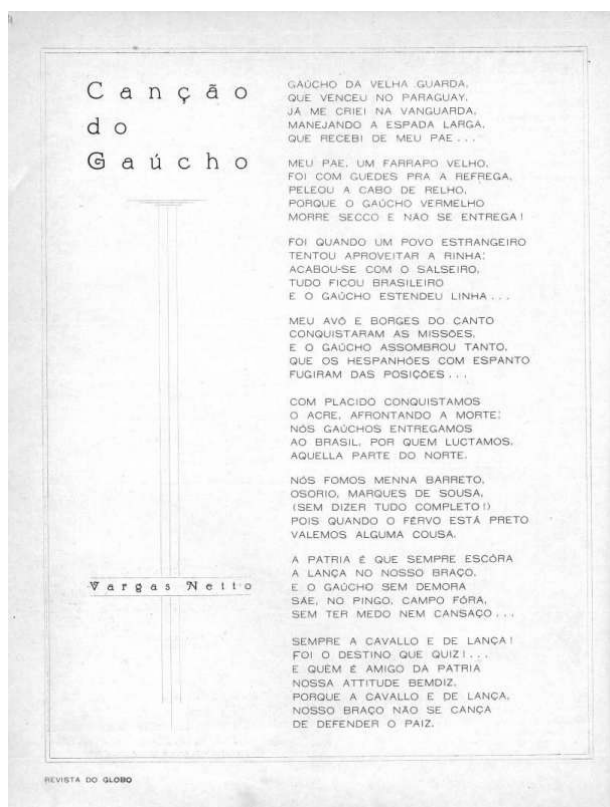 Canção
do
Gaúcho
GAÚCHO DA VELHA GUARDA,
QUE VENCEU NO PARAGUAY,
JÁ ME CRIEI NA VANGUARDA,
MANEJANDO A ESPADA LARGA,
QUE RECEBI DE MEU PAE...
MEU PAE, UM FARRAPO VELHO,
FOI COM GUEDES PRA A REFREGA,
PELEOU A CABO DE RELHO,
PORQUE O GAÚCHO VERMELHO
MORRE SECCO E NÃO SE ENTREGA!
FOI QUANDO UM POVO ESTRANGEIRO
TENTOU APROVEITAR A RINHA:
ACABOU-SE COM O SALSEIRO,
TUDO FICOU BRASILEIRO
E O GAÚCHO ESTENDEU LINHA...
MEU AVÔ E BORGES DO CANTO
CONQUISTARAM AS MISSÕES,
E O GAÚCHO ASSOMBROU TANTO,
QUE OS HESPANHÓES COM ESPANTO
FUGIRAM DAS POSIÇÕES...
COM PLACIDO CONQUISTAMOS
O ACRE, AFRONTANDO A MORTE:
NÓS GAÚCHOS ENTREGAMOS
AO BRASIL, POR QUEM LUCTAMOS,
AQUELLA PARTE DO NORTE.
NÓS FOMOS MENNA BARRETO,
OSORIO, MARQUES DE SOUSA,
(SEM DIZER TUDO COMPLETO!)
POIS QUANDO O FÉRVO ESTÁ PRETO
VALEMOS ALGUMA COUSA.
A PATRIA É QUE SEMPRE ESCÓRA
A LANÇA NO NOSSO BRAÇO,
E O GAÚCHO SEM DEMORA
SÁE, NO PINGO, CAMPO FÓRA,
SEM TER MEDO NEM CANSAÇO...
SEMPRE A CAVALLO E DE LANÇA!
FOI O DESTINO QUE QUIZ!...
E QUEM É AMIGO DA PATRIA
NOSSA ATTITUDE BEMDIZ,
PORQUE A CAVALLO E DE LANÇA,
NOSSO BRAÇO NÃO SE CANÇA
DE DEFENDER O PAIZ.
Vargas Netto
REVISTA DO GLOBO